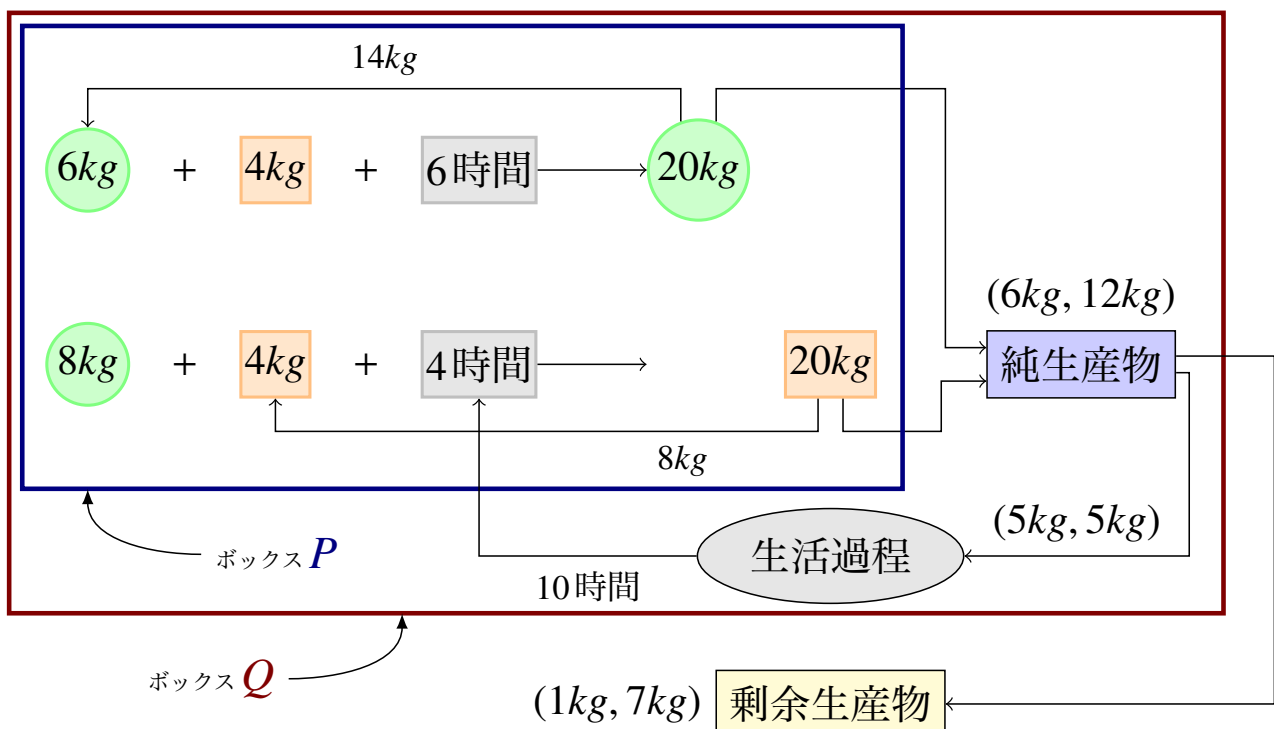 14kg
6kg + 4kg + 6時間 20kg
(6kg, 12kg)
8kg + 4kg + 4時間 20kg 純生産物
8kg
(5kg, 5kg)
ボックスP 生活過程
10時間
ボックスQ (1kg, 7kg) 剰余生産物